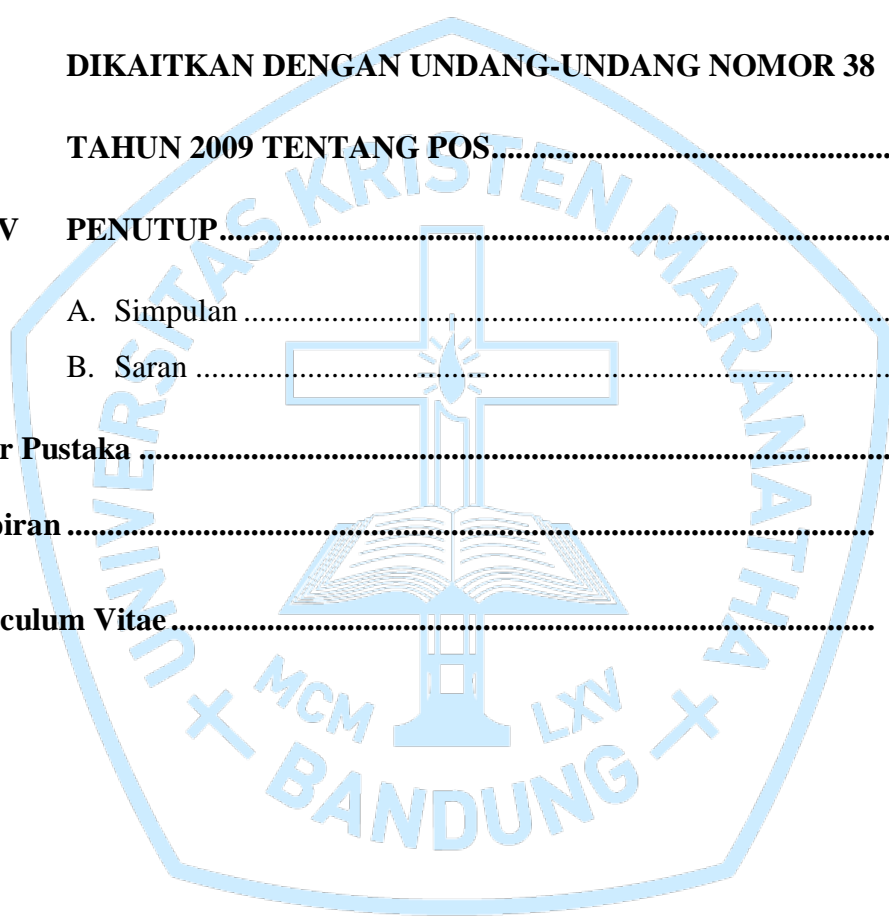 DIKAITKAN DENGAN UNDANG-UNDANG NOMOR 38
TAHUN 2009 TENTANG POS..................................................
V PENUTUP....................................................................................
A. Simpulan ................................................................................
B. Saran ......................................................................................
r Pustaka ..............................................................................................
iran .....................................................................................................
culum Vitae ........................................................................................
UNIVERSITAS KRISTEN MARANATHA
MCM LXV
BANDUNG